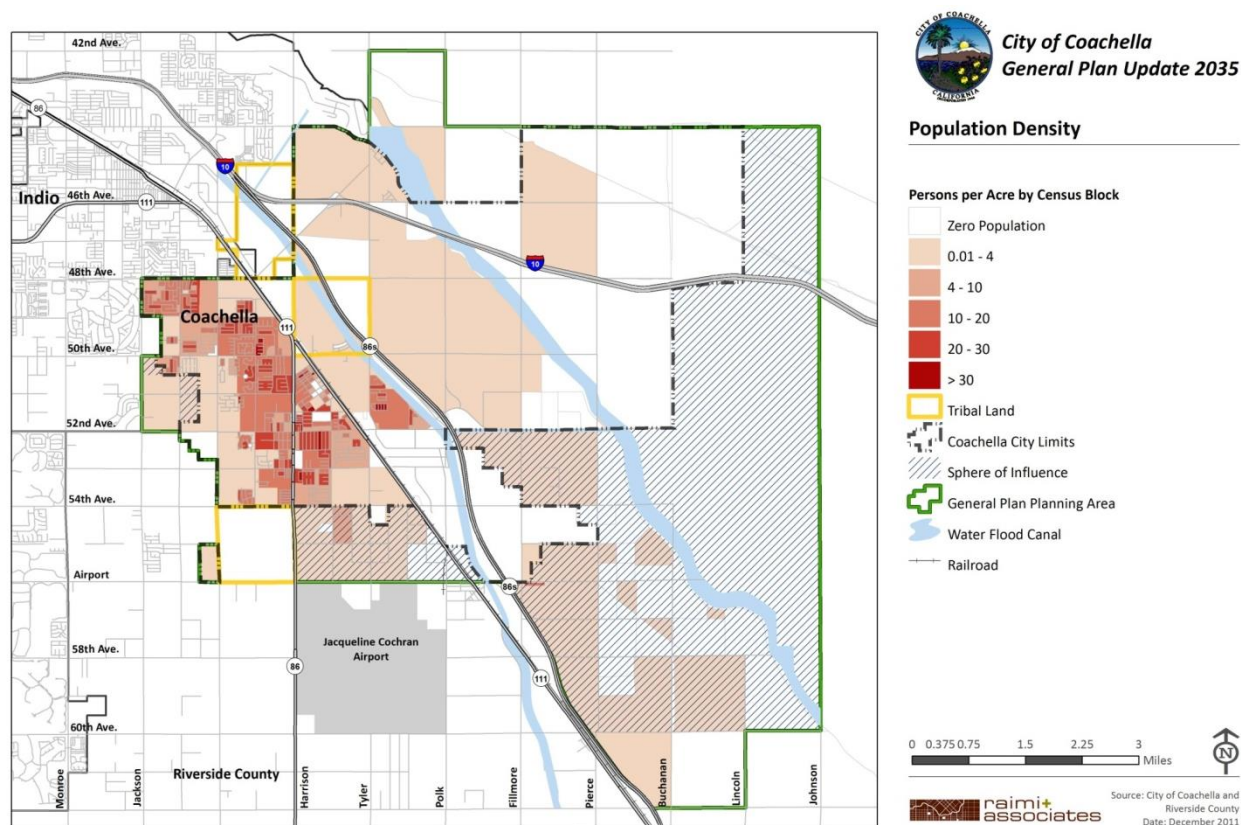 42nd Ave.
86
10
Indio
46th Ave.
111
10
48th Ave.
Coachella
111
50th Ave.
86s
52nd Ave.
54th Ave.
Airport
86s
Jacqueline Cochran
Airport
58th Ave.
86
111
60th Ave.
Riverside County
Monroe
Jackson
Harrison
Tyler
Polk
Fillmore
Pierce
Buchanan
Lincoln
Johnson
CITY OF COACHELLA
CALIFORNIA
City of Coachella
General Plan Update 2035
Population Density
Persons per Acre by Census Block
Zero Population
0.01 - 4
4 - 10
10 - 20
20 - 30
> 30
Tribal Land
Coachella City Limits
Sphere of Influence
General Plan Planning Area
Water Flood Canal
Railroad
0 0.375 0.75 1.5 2.25 3
Miles
N
raimi+
associates
Source: City of Coachella and
Riverside County
Date: December 2011